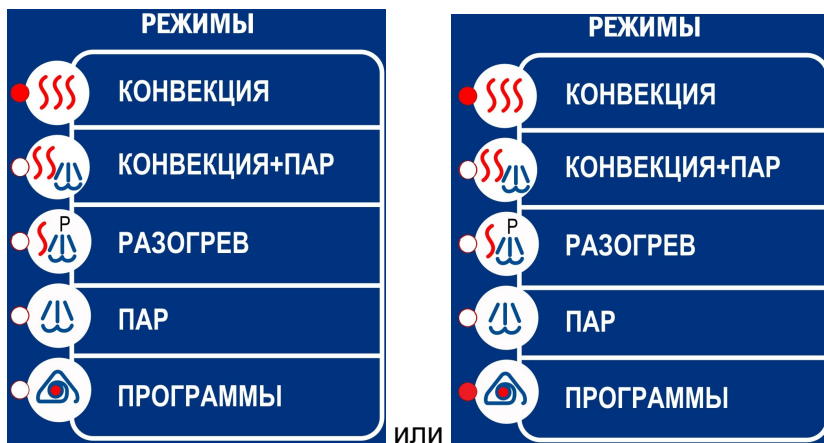 РЕЖИМЫ
КОНВЕКЦИЯ
КОНВЕКЦИЯ+ПАР
P
РАЗОГРЕВ
ПАР
ПРОГРАММЫ
или
РЕЖИМЫ
КОНВЕКЦИЯ
КОНВЕКЦИЯ+ПАР
P
РАЗОГРЕВ
ПАР
ПРОГРАММЫ